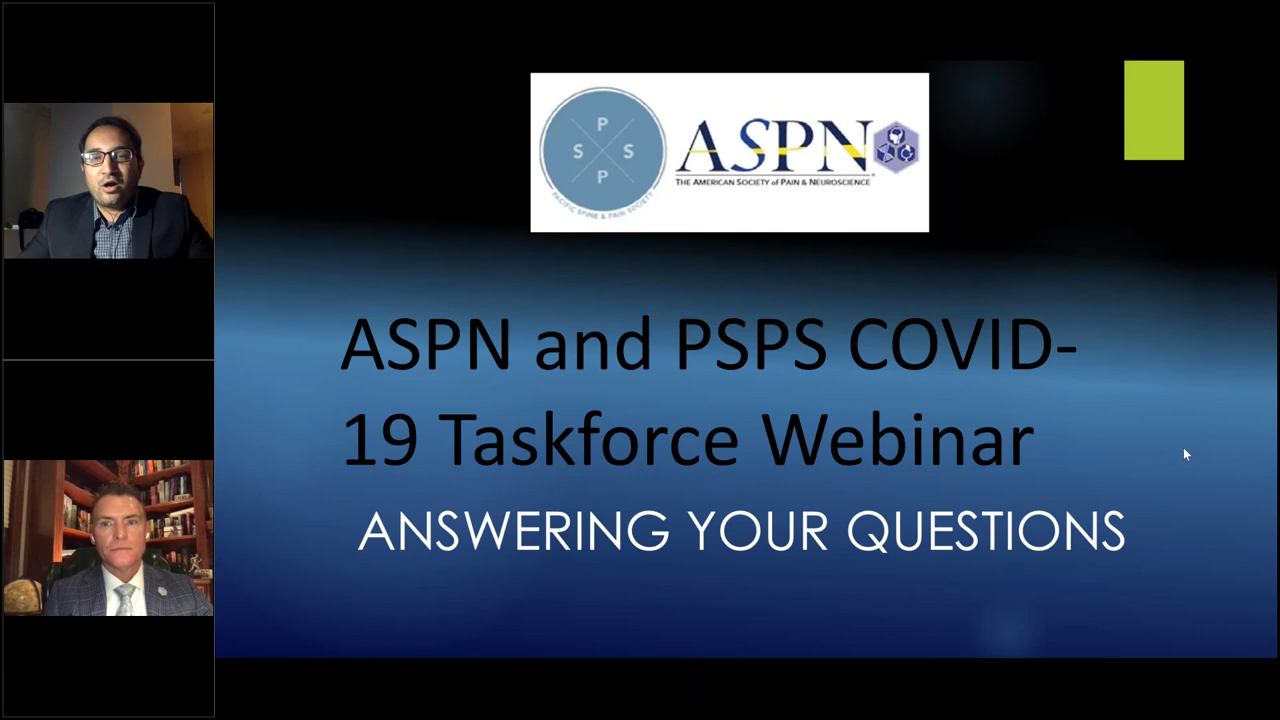 P
S S
P
PACIFIC SPINE & PAIN SOCIETY
ASPN
THE AMERICAN SOCIETY of PAIN & NEUROSCIENCE
ASPN and PSPS COVID-
19 Taskforce Webinar
ANSWERING YOUR QUESTIONS